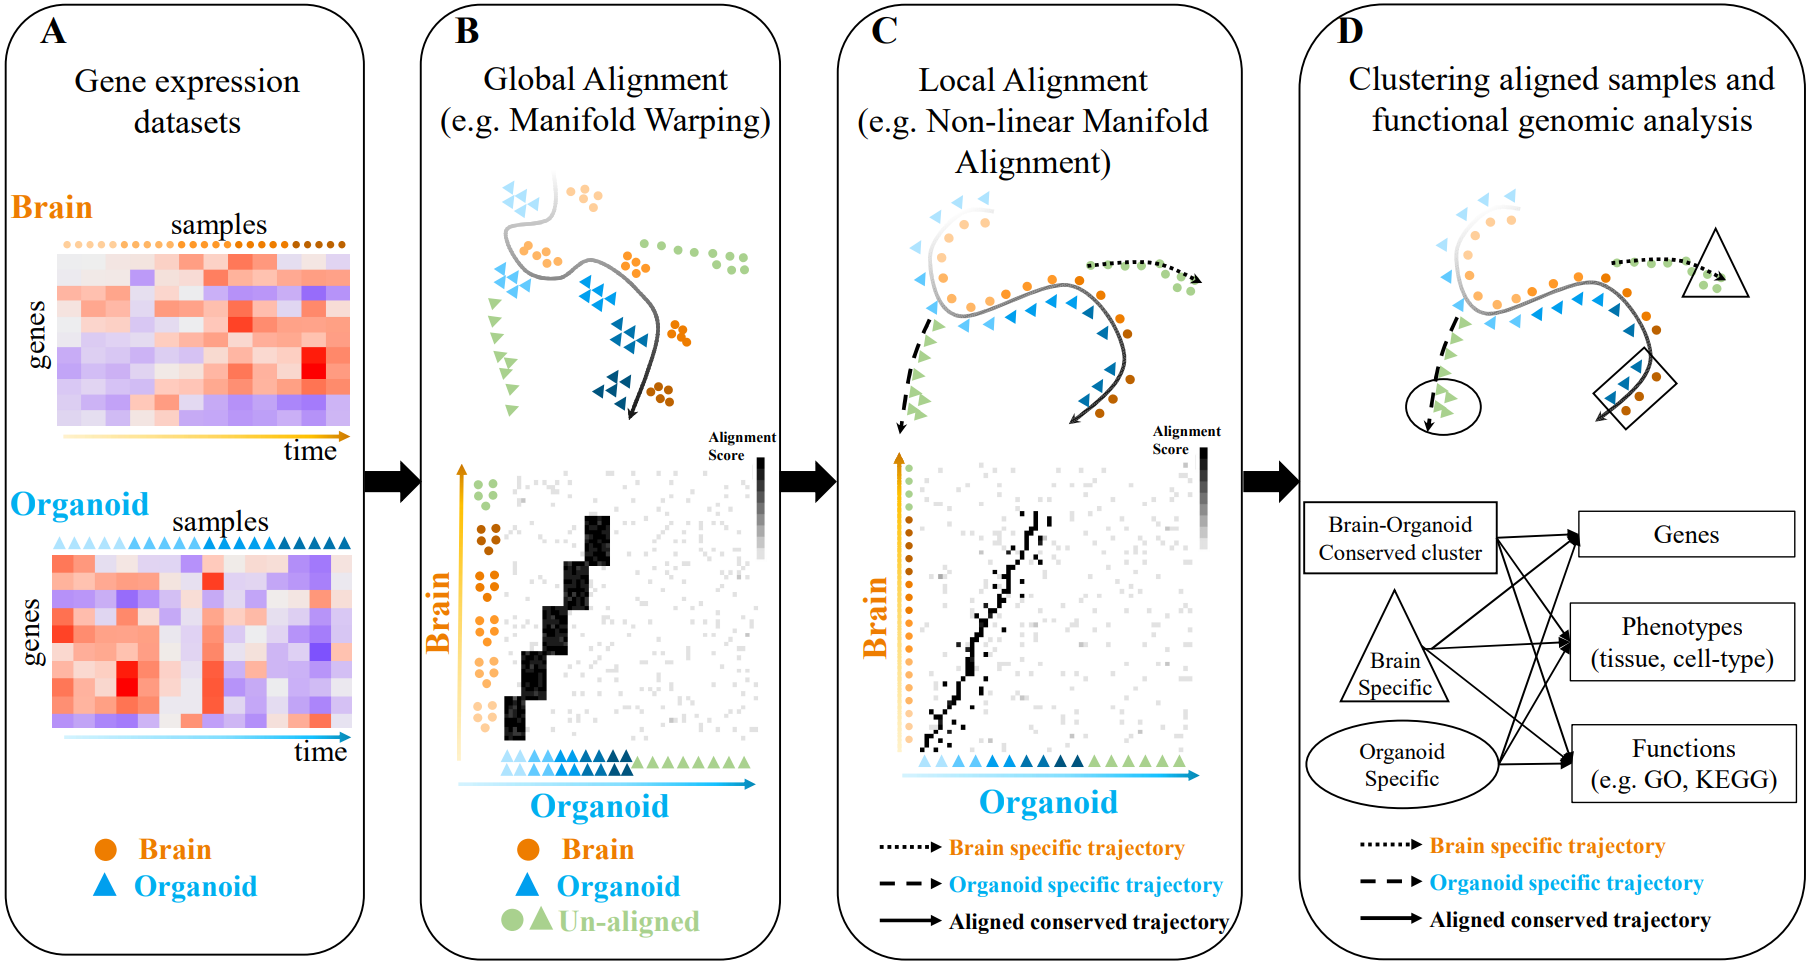 A
Gene expression
datasets
Brain
samples
genes
time
Organoid
samples
genes
time
Brain
Organoid
B
Global Alignment
(e.g. Manifold Warping)
Alignment
Score
Brain
Organoid
Brain
Organoid
Un-aligned
C
Local Alignment
(e.g. Non-linear Manifold
Alignment)
Alignment
Score
Brain
Organoid
Brain specific trajectory
Organoid specific trajectory
Aligned conserved trajectory
D
Clustering aligned samples and
functional genomic analysis
Brain-Organoid
Conserved cluster
Brain
Specific
Organoid
Specific
Genes
Phenotypes
(tissue, cell-type)
Functions
(e.g. GO, KEGG)
Brain specific trajectory
Organoid specific trajectory
Aligned conserved trajectory